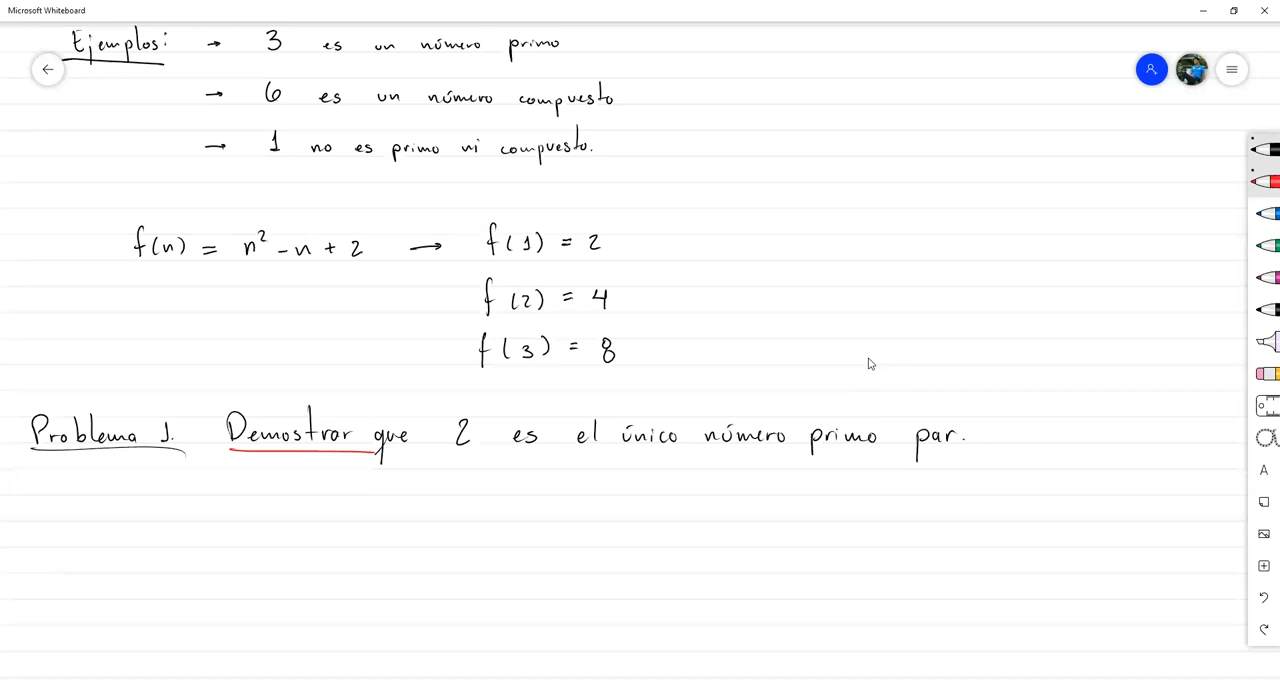 Microsoft Whiteboard
Ejemplos: → 3 es un número primo
→ 6 es un número compuesto
→ 1 no es primo ni compuesto.
f(n) = n² - n + 2 → f(1) = 2
f(2) = 4
f(3) = 8
Problema 1. Demostrar que 2 es el único número primo par.